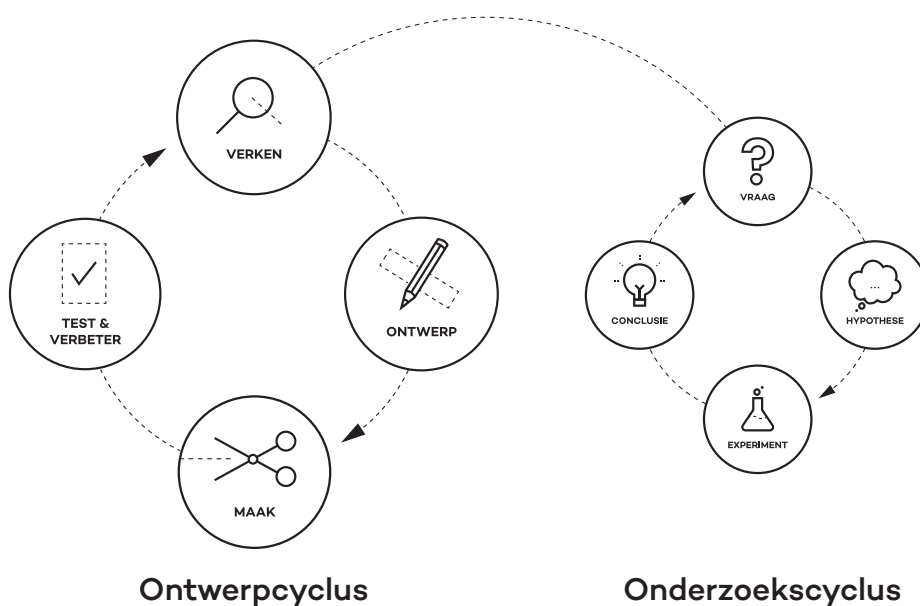 VERKEN
ONTWERP
MAAK
TEST &
VERBETER
Ontwerpcyclus
VRAAG
HYPOTHESE
EXPERIMENT
CONCLUSIE
Onderzoekscyclus